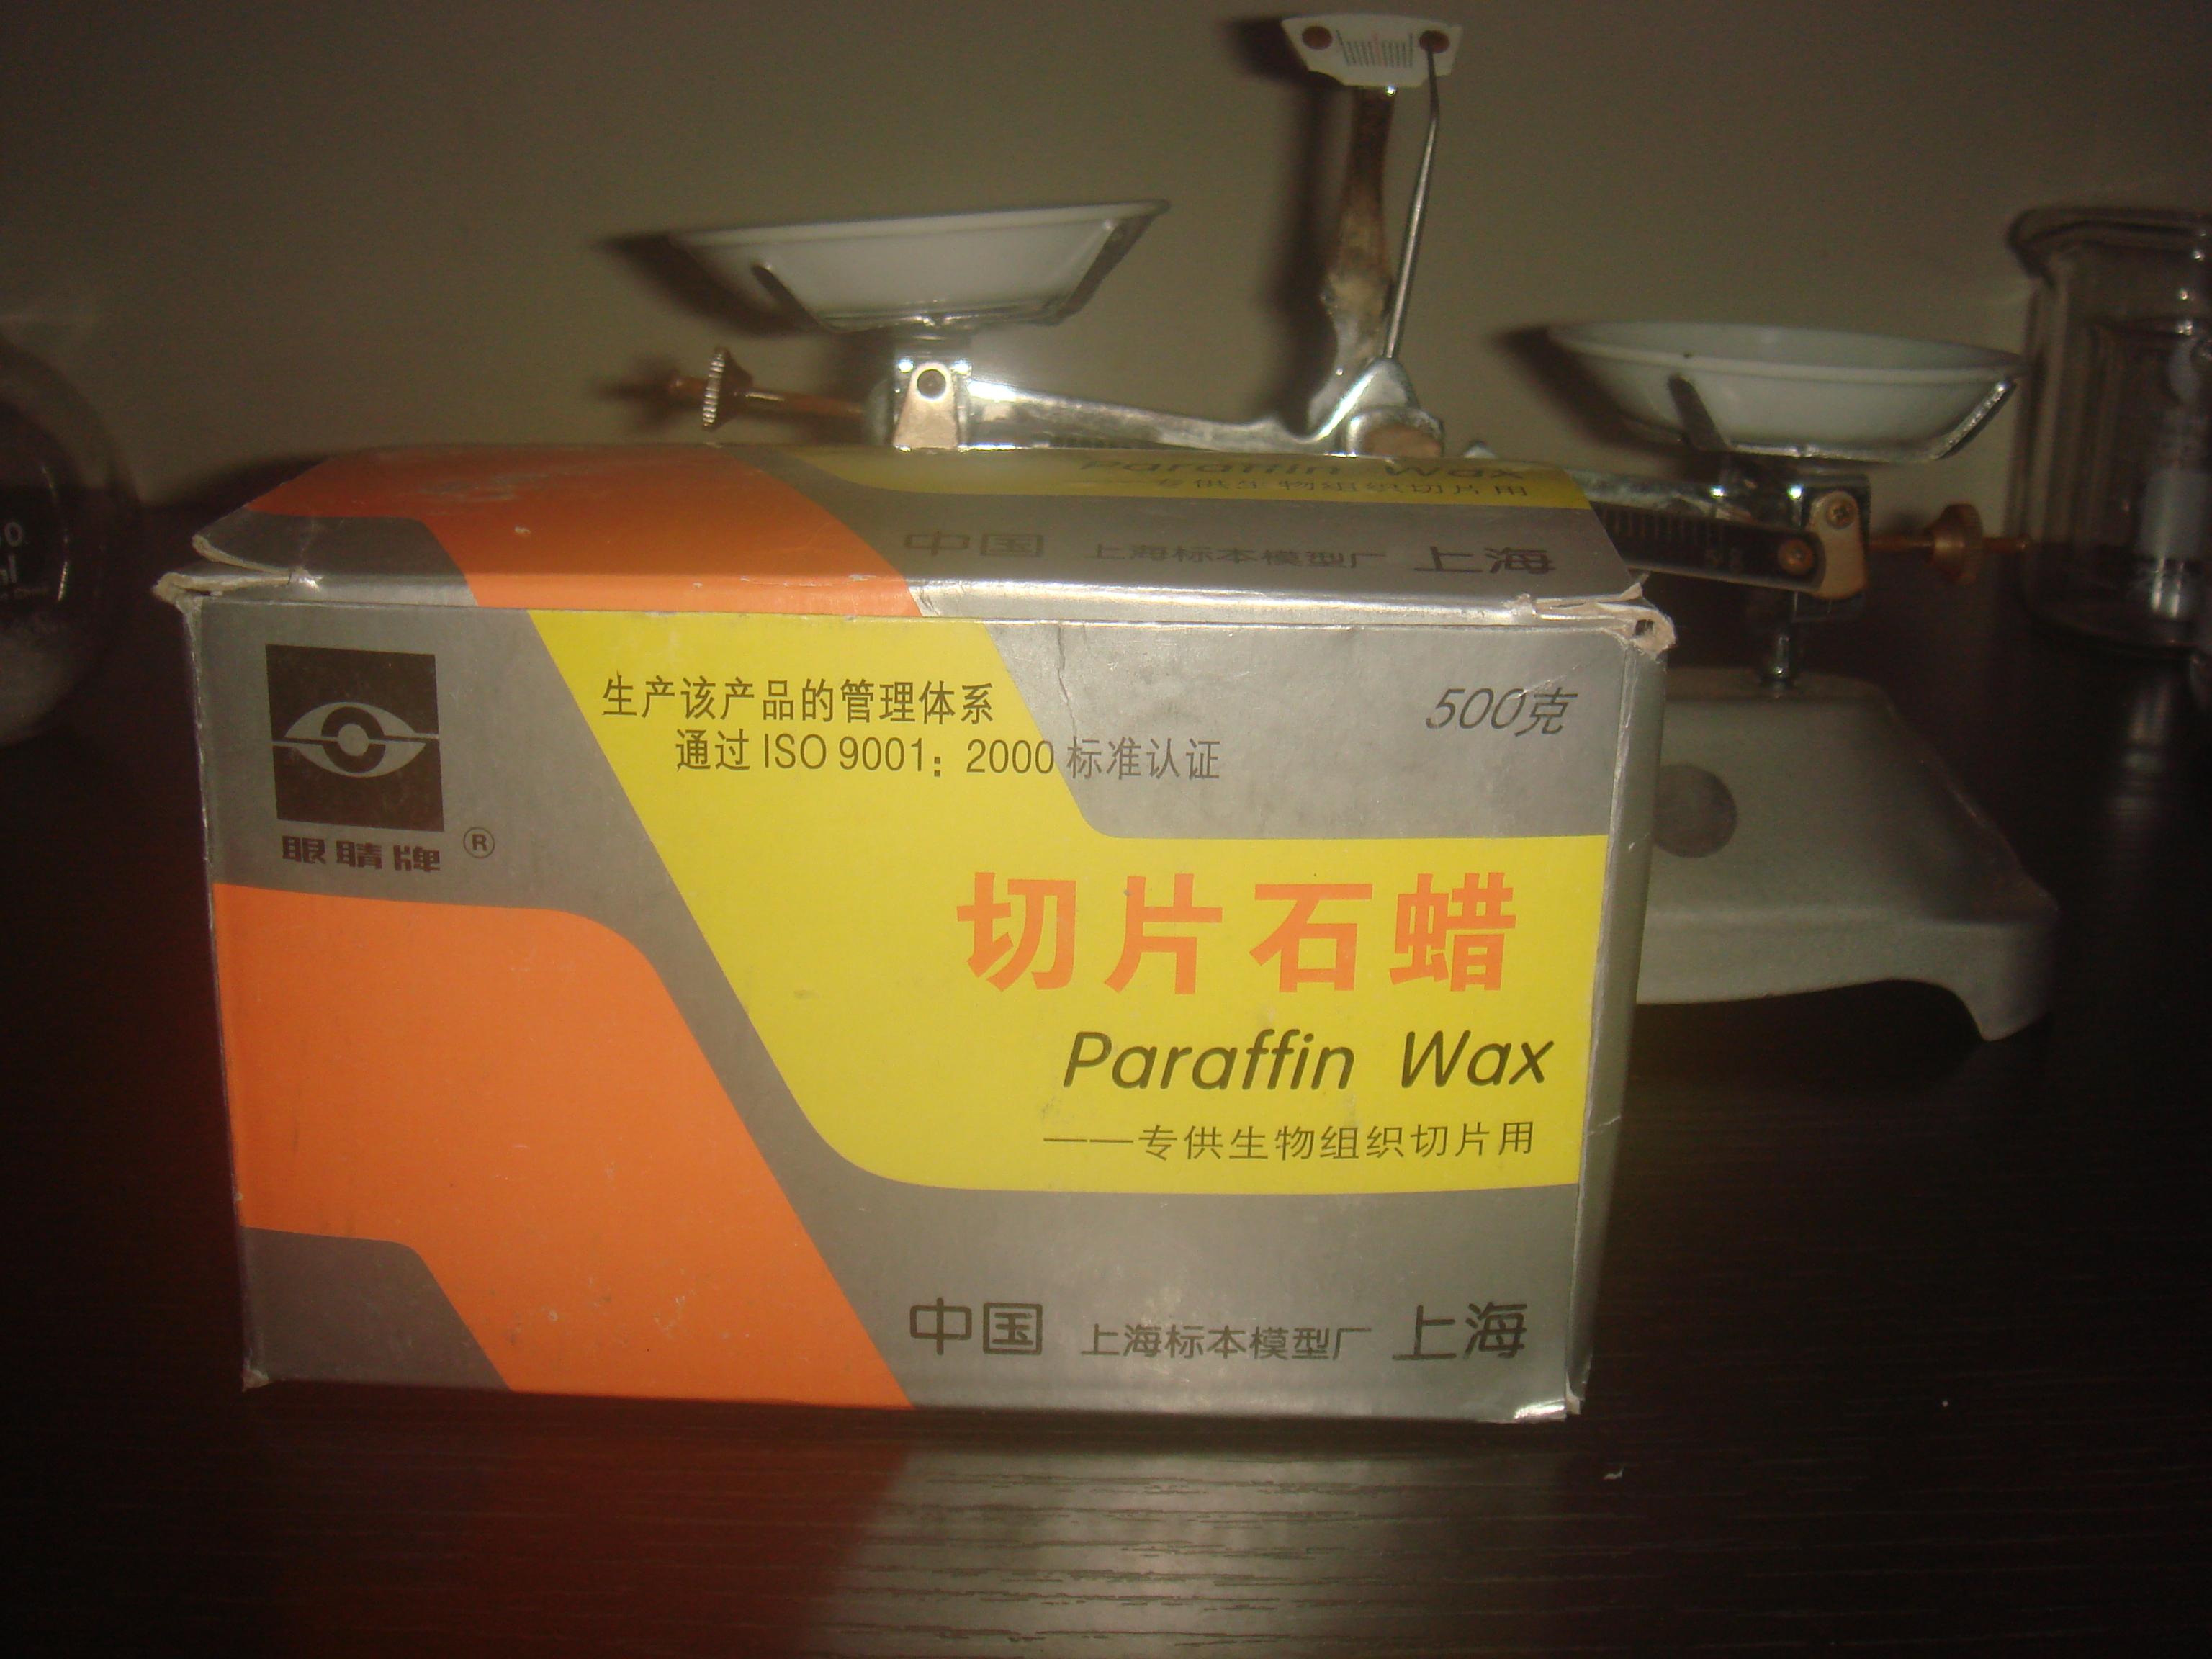 Paraffin Wax
——专供生物组织切片用
中国 上海标本模型厂 上海
眼睛牌 ®
生产该产品的管理体系
通过 ISO 9001：2000 标准认证
500克
切片石蜡
Paraffin Wax
——专供生物组织切片用
中国 上海标本模型厂 上海